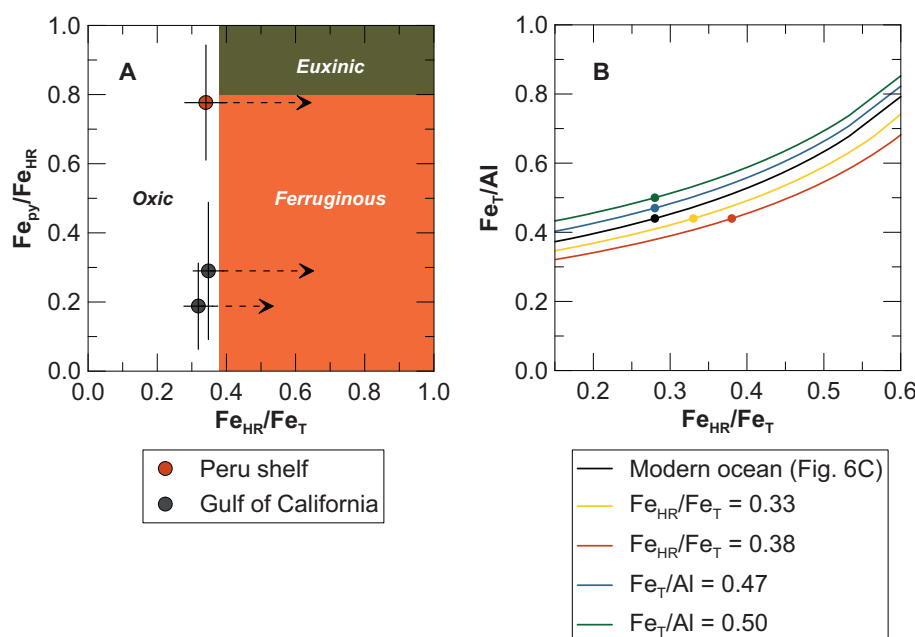 A
Euxinic
Oxic
Ferruginous
Fe_py/Fe_HR
1.0
0.8
0.6
0.4
0.2
0.0
0.0 0.2 0.4 0.6 0.8 1.0
Fe_HR/Fe_T
Peru shelf
Gulf of California
B
Fe_T/Al
1.0
0.8
0.6
0.4
0.2
0.0
0.2 0.3 0.4 0.5 0.6
Fe_HR/Fe_T
Modern ocean (Fig. 6C)
Fe_HR/Fe_T = 0.33
Fe_HR/Fe_T = 0.38
Fe_T/Al = 0.47
Fe_T/Al = 0.50